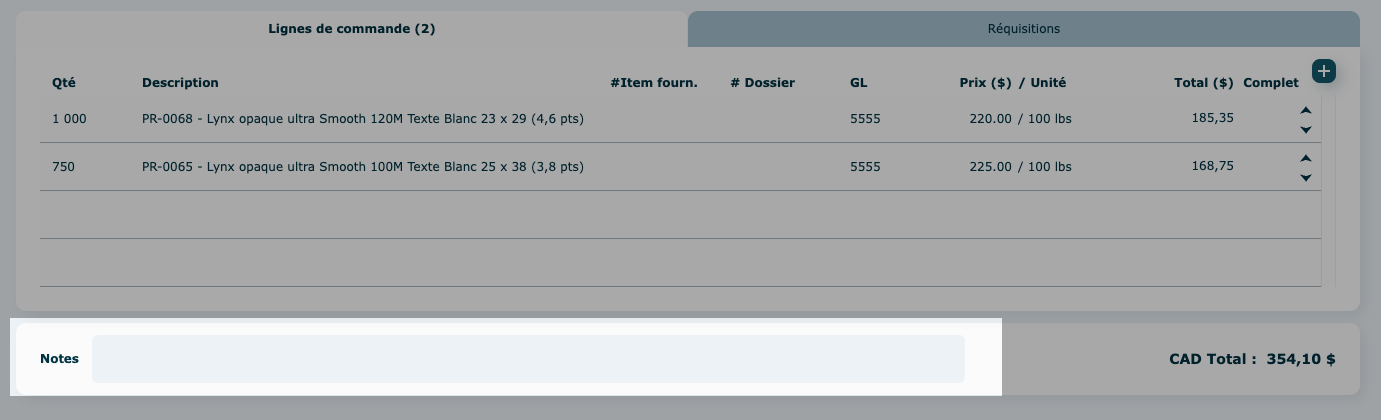 Lignes de commande (2) Réquisitions
Qté Description #Item fourn. # Dossier GL Prix ($) / Unité Total ($) Complet
1 000 PR-0068 - Lynx opaque ultra Smooth 120M Texte Blanc 23 x 29 (4,6 pts) 5555 220.00 / 100 lbs 185,35
750 PR-0065 - Lynx opaque ultra Smooth 100M Texte Blanc 25 x 38 (3,8 pts) 5555 225.00 / 100 lbs 168,75
Notes CAD Total : 354,10 $